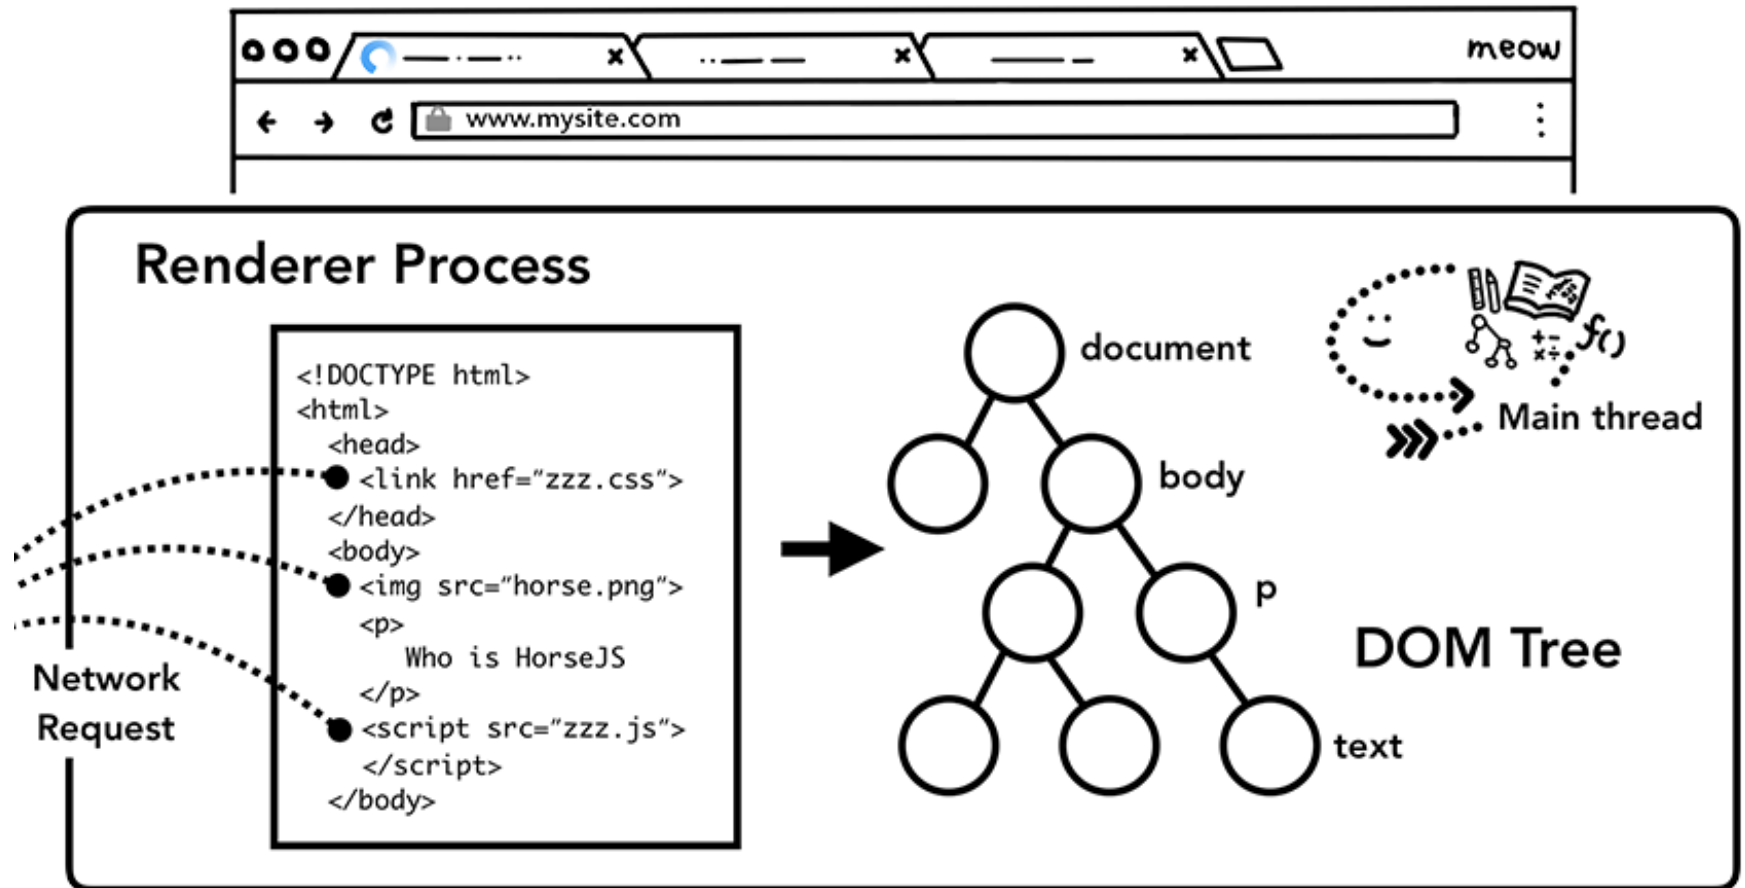 meow
www.mysite.com
Renderer Process
<!DOCTYPE html>
<html>
<head>
<link href="zzz.css">
</head>
<body>
<img src="horse.png">
<p>
Who is HorseJS
</p>
<script src="zzz.js">
</script>
</body>
Network
Request
document
body
p
text
DOM Tree
f()
Main thread